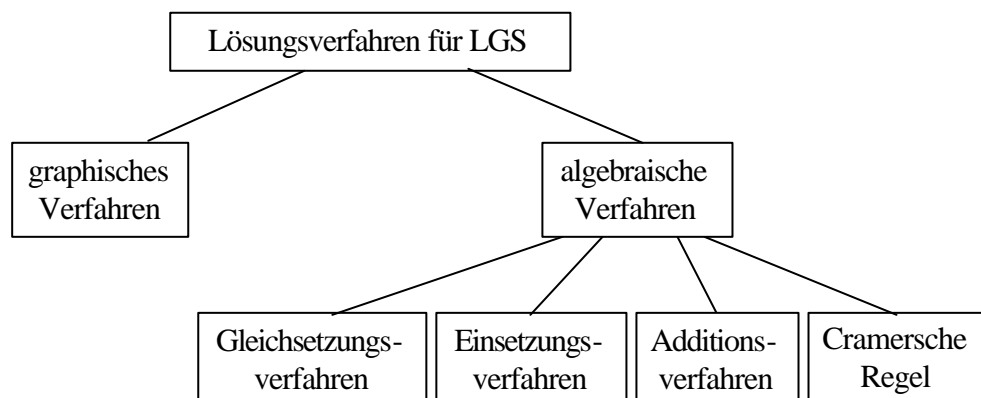 Lösungsverfahren für LGS
graphisches
Verfahren
algebraische
Verfahren
Gleichsetzungs-
verfahren
Einsetzungs-
verfahren
Additions-
verfahren
Cramersche
Regel